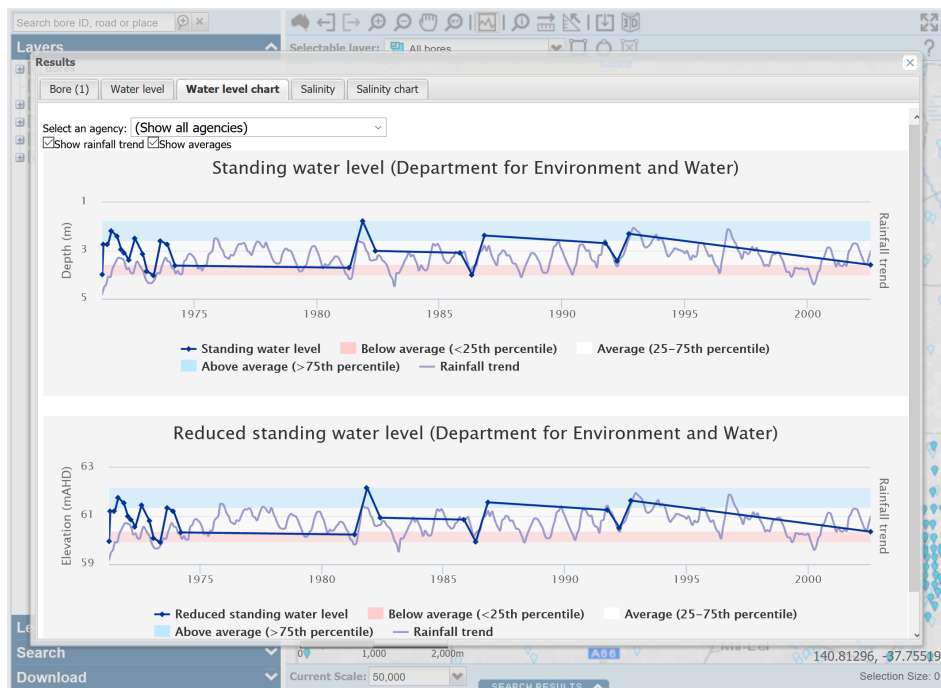 Search bore ID, road or place
Layers
Selectable layer: All bores
Results
Bore (1) Water level Water level chart Salinity Salinity chart
Select an agency: (Show all agencies)
Show rainfall trend Show averages
Standing water level (Department for Environment and Water)
Depth (m)
1
3
5
Rainfall trend
1975 1980 1985 1990 1995 2000
Standing water level Below average (<25th percentile) Average (25-75th percentile)
Above average (>75th percentile) Rainfall trend
Reduced standing water level (Department for Environment and Water)
Elevation (mAHD)
63
61
59
Rainfall trend
1975 1980 1985 1990 1995 2000
Reduced standing water level Below average (<25th percentile) Average (25-75th percentile)
Above average (>75th percentile) Rainfall trend
Search
Download
0 1,000 2,000m
A66
140.81296, -37.75519
Current Scale: 50,000
SEARCH RESULTS
Selection Size: 0